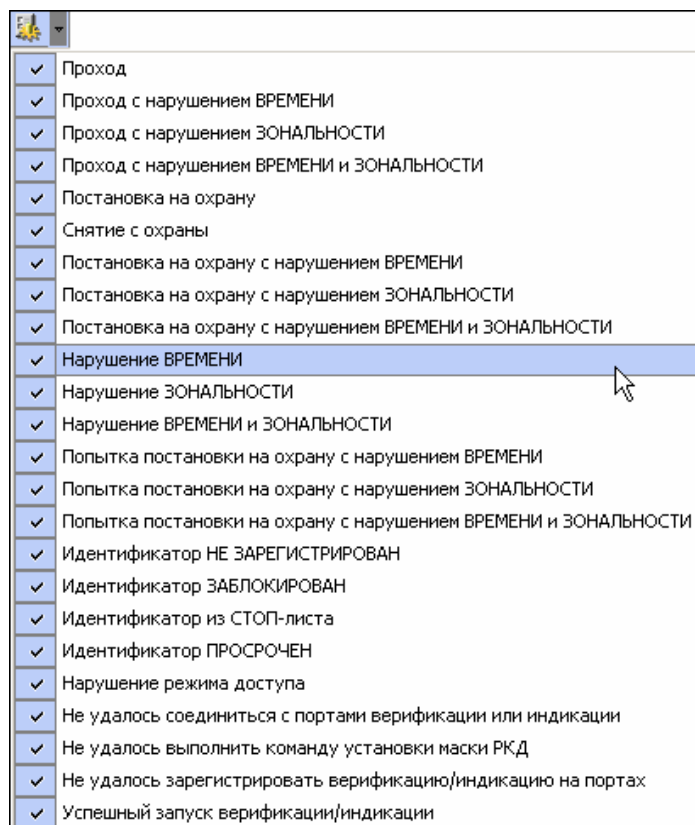 Проход
Проход с нарушением ВРЕМЕНИ
Проход с нарушением ЗОНАЛЬНОСТИ
Проход с нарушением ВРЕМЕНИ и ЗОНАЛЬНОСТИ
Постановка на охрану
Снятие с охраны
Постановка на охрану с нарушением ВРЕМЕНИ
Постановка на охрану с нарушением ЗОНАЛЬНОСТИ
Постановка на охрану с нарушением ВРЕМЕНИ и ЗОНАЛЬНОСТИ
Нарушение ВРЕМЕНИ
Нарушение ЗОНАЛЬНОСТИ
Нарушение ВРЕМЕНИ и ЗОНАЛЬНОСТИ
Попытка постановки на охрану с нарушением ВРЕМЕНИ
Попытка постановки на охрану с нарушением ЗОНАЛЬНОСТИ
Попытка постановки на охрану с нарушением ВРЕМЕНИ и ЗОНАЛЬНОСТИ
Идентификатор НЕ ЗАРЕГИСТРИРОВАН
Идентификатор ЗАБЛОКИРОВАН
Идентификатор из СТОП-листа
Идентификатор ПРОСРОЧЕН
Нарушение режима доступа
Не удалось соединиться с портами верификации или индикации
Не удалось выполнить команду установки маски РКД
Не удалось зарегистрировать верификацию/индикацию на портах
Успешный запуск верификации/индикации